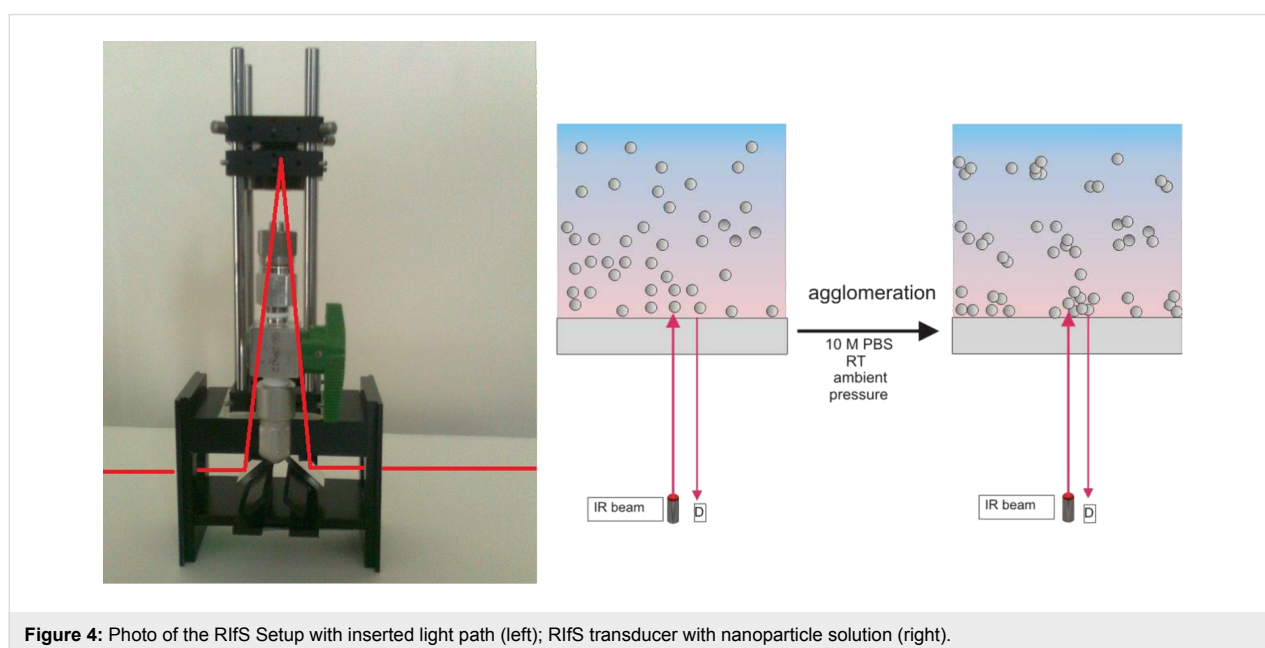 agglomeration
10 M PBS
RT
ambient
pressure
IR beam
D
IR beam
D
Figure 4: Photo of the RIfS Setup with inserted light path (left); RIfS transducer with nanoparticle solution (right).